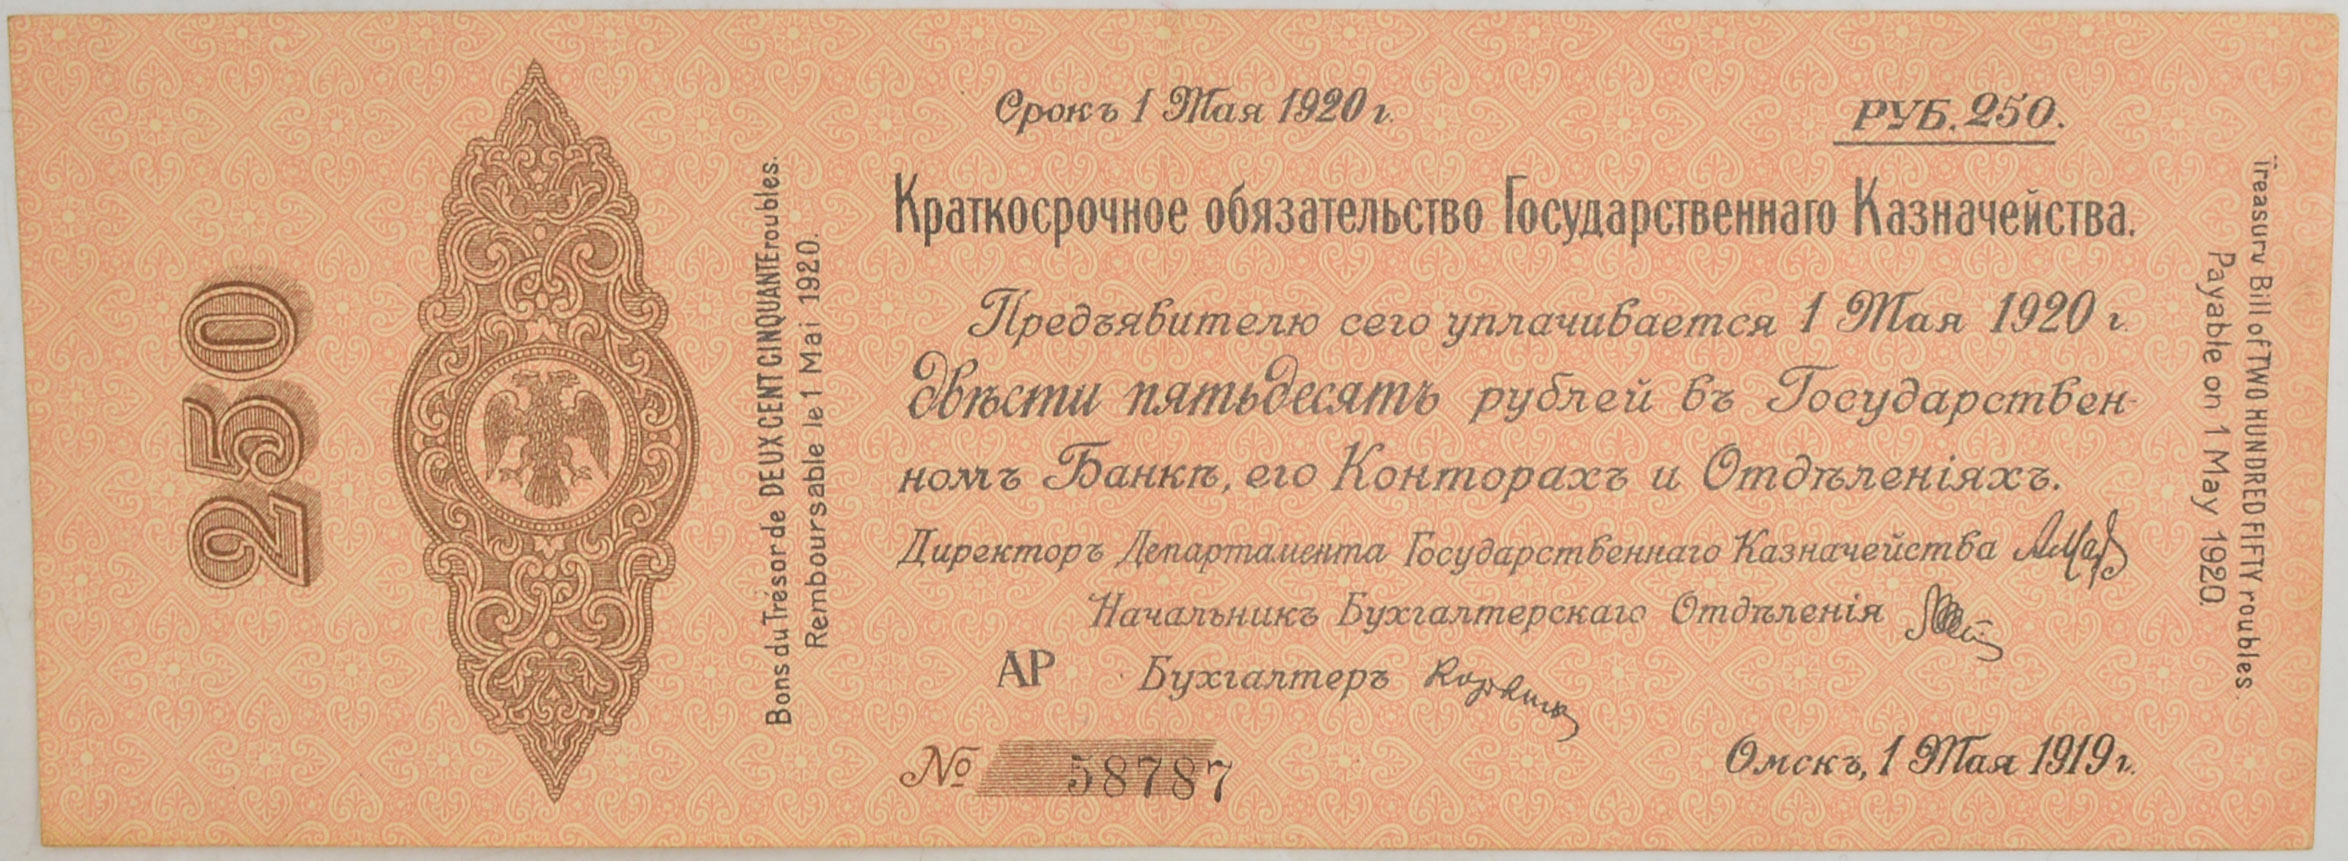 250
Bons du Trésor de DEUX CENT CINQUANTE roubles.
Remboursable le 1 Mai 1920.
Срокъ 1 Мая 1920 г.
РУБ. 250.
Краткосрочное обязательство Государственнаго Казначейства.
Предъявителю сего уплачивается 1 Мая 1920 г.
двѣсти пятьдесятъ рублей въ Государствен-
номъ Банкѣ, его Конторахъ и Отдѣленіяхъ.
Директоръ Департамента Государственнаго Казначейства
Начальникъ Бухгалтерскаго Отдѣленія
АР Бухгалтеръ
№ 58787
Омскъ, 1 Мая 1919 г.
Treasury Bill of TWO HUNDRED FIFTY roubles
Payable on 1 May 1920.